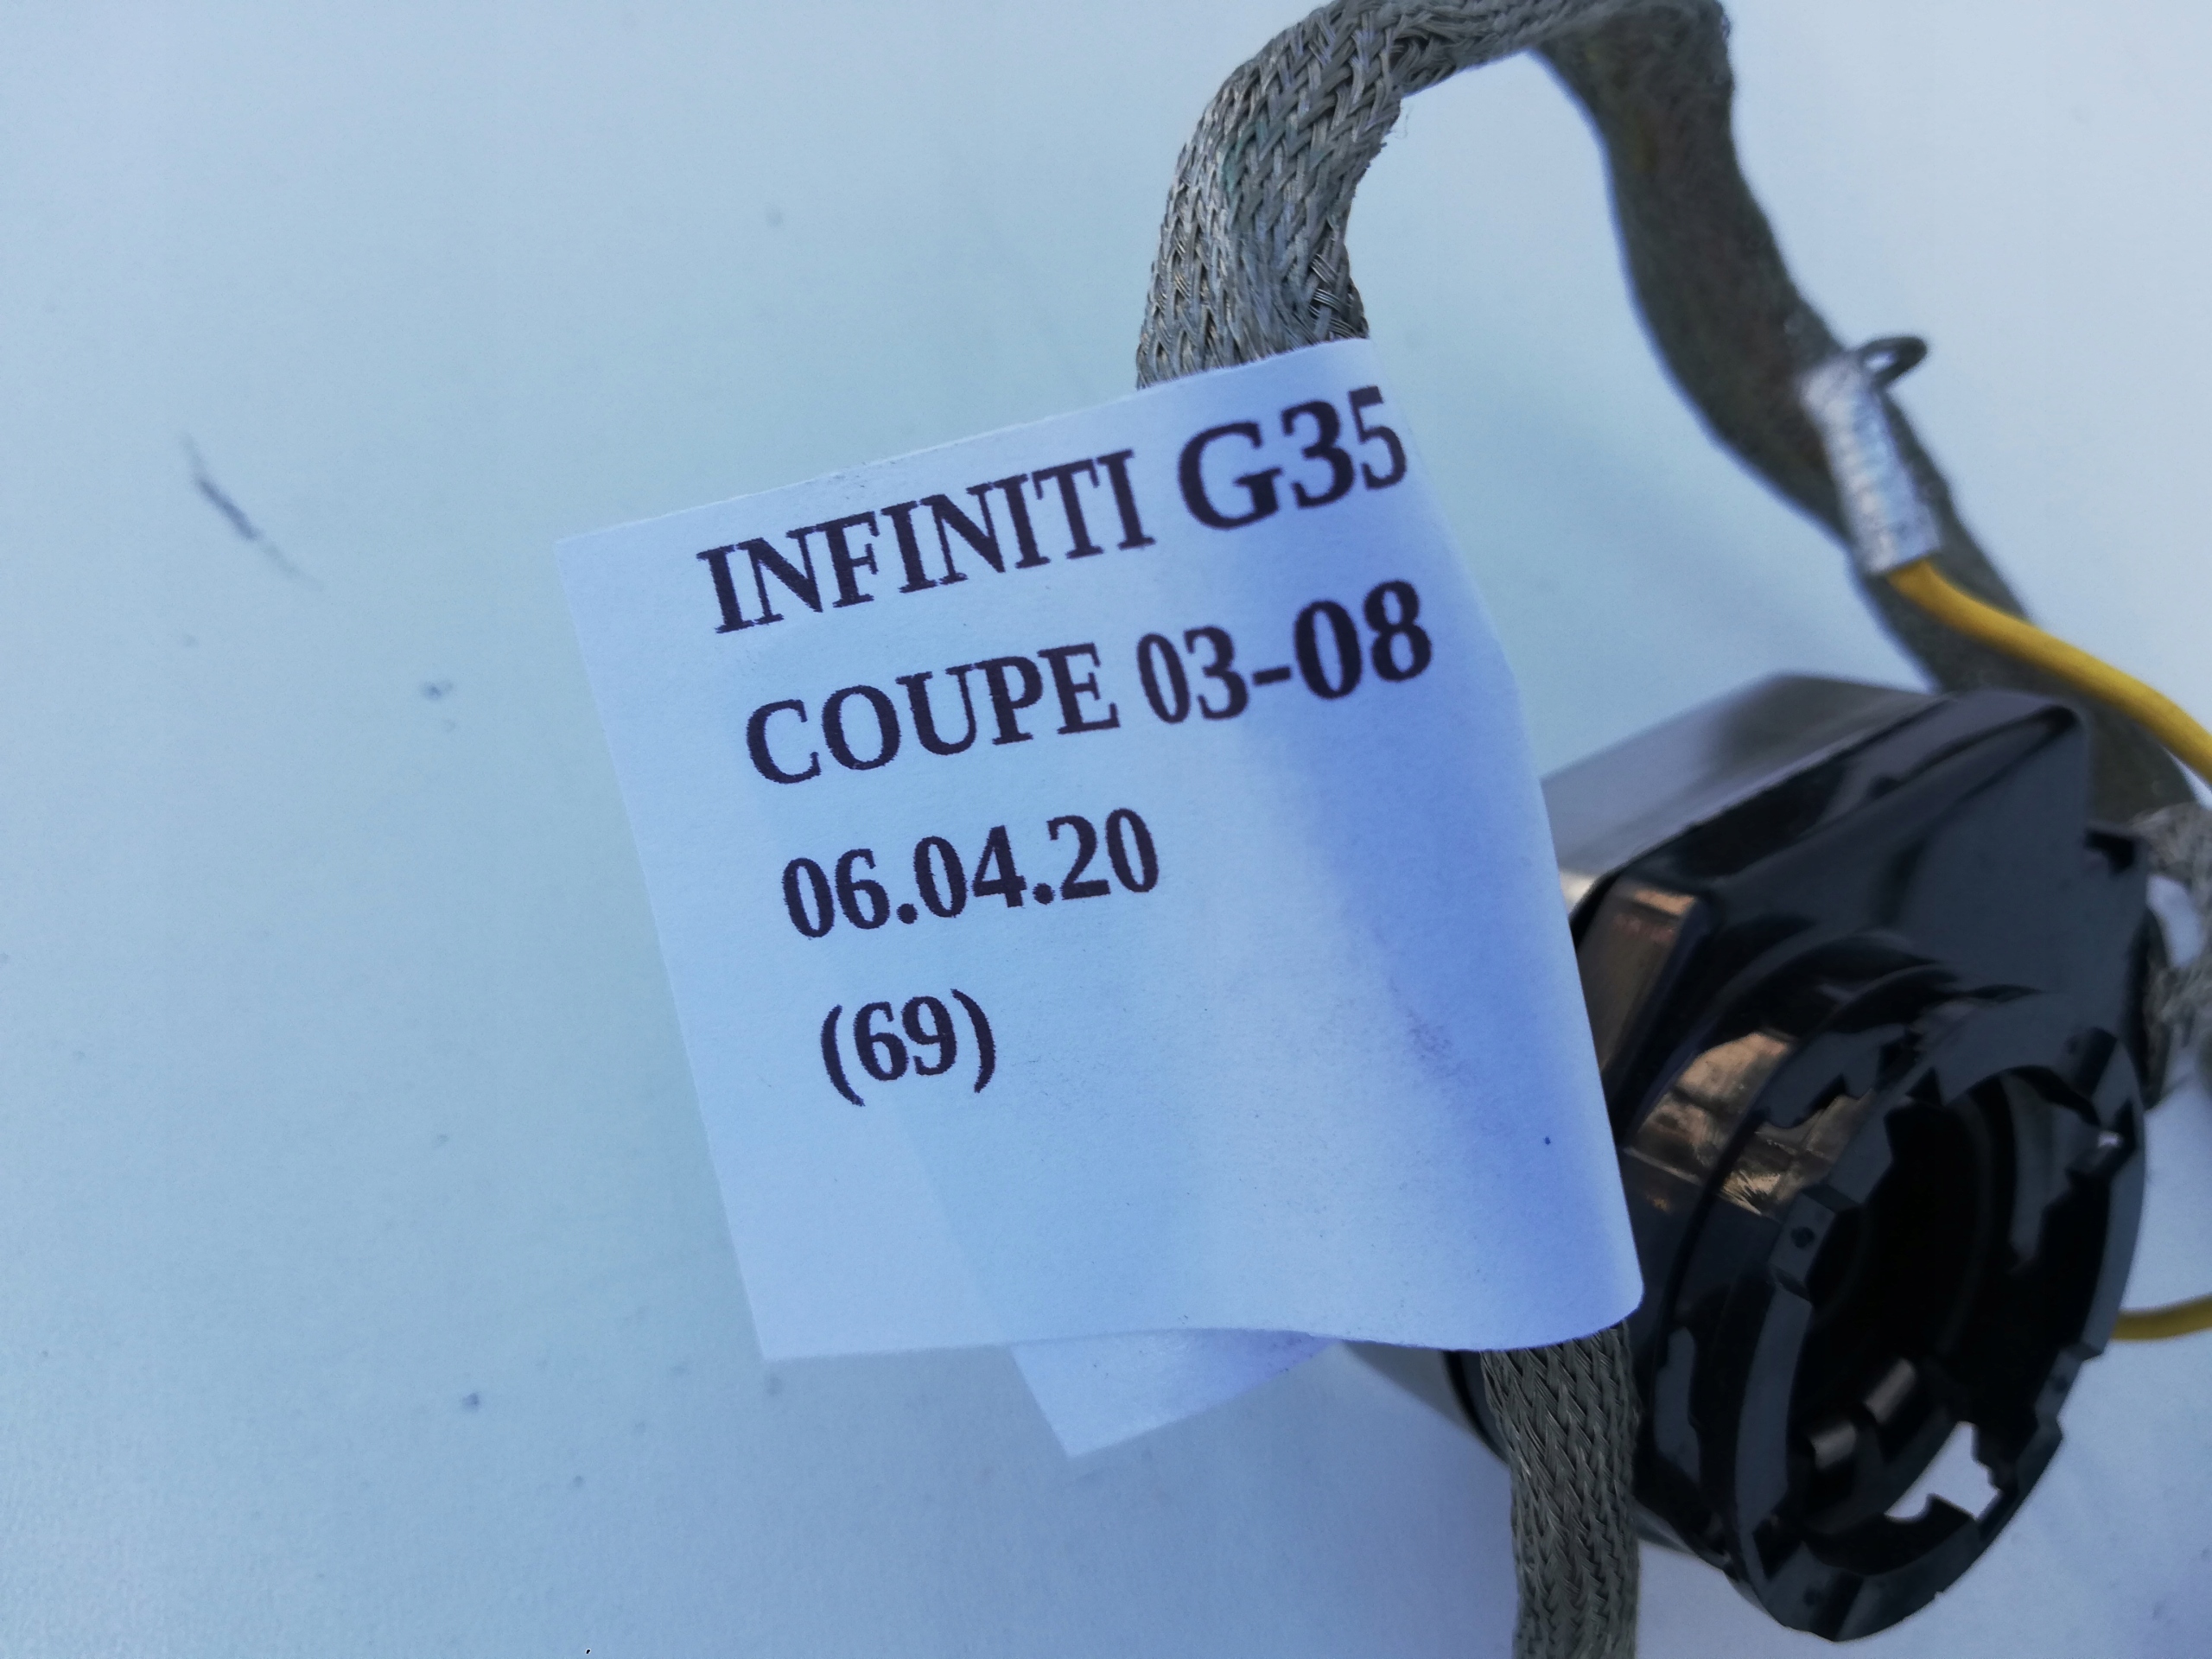 INFINITI G35
COUPE 03-08
06.04.20
(69)